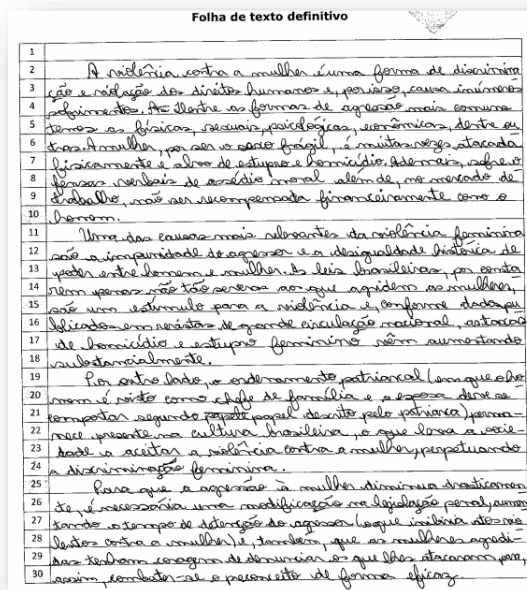 Folha de texto definitivo
1
2 A violência contra a mulher é uma forma de discrimina
3 ção e violação dos direitos humanos e, por isso, causa inúmeros
4 sofrimentos. Dentre as formas de agressão mais comuns
5 temos as físicas, sexuais, psicológicas, econômicas, dentre ou
6 tras. A mulher, por ser o sexo frágil, é muitas vezes atacada
7 fisicamente e alvo de estupro e homicídio. Ademais, sofre o
8 fensas verbais de assédio moral além de, no mercado de
9 trabalho, não ser recompensada financeiramente como o
10 homem.
11 Uma das causas mais relevantes da violência feminina
12 são a impunidade do agressor e a desigualdade histórica de
13 poder entre homem e mulher. As leis brasileiras, por conta
14 rem penas não tão severas aos que agridem as mulheres,
15 são um estímulo para a violência e, conforme dados pu
16 blicados em revistas de grande circulação nacional, as taxas
17 de homicídio e estupro feminino vêm aumentando
18 substancialmente.
19 Por outro lado, o ordenamento patriarcal (em que o ho
20 mem é visto como chefe de família e a esposa deve se
21 comportar segundo papel descrito pelo patriarca) perma-
22 nece presente na cultura brasileira, o que leva a socie-
23 dade a aceitar a violência contra a mulher, perpetuando
24 a discriminação feminina.
25 Para que a agressão à mulher diminua drasticamen
26 te, é necessária uma modificação na legislação penal, aumen
27 tando o tempo de detenção do agressor (o que inibiria atos vio
28 lentos contra a mulher) e, também, que as mulheres agredi-
29 das tenham coragem de denunciar os que lhes atacaram, para,
30 assim, combater-se o preconceito de forma eficaz.